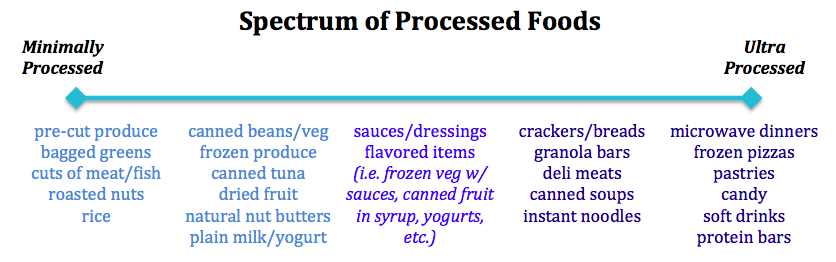 Spectrum of Processed Foods
Minimally
Processed
Ultra
Processed
pre-cut produce
bagged greens
cuts of meat/fish
roasted nuts
rice
canned beans/veg
frozen produce
canned tuna
dried fruit
natural nut butters
plain milk/yogurt
sauces/dressings
flavored items
(i.e. frozen veg w/
sauces, canned fruit
in syrup, yogurts,
etc.)
crackers/breads
granola bars
deli meats
canned soups
instant noodles
microwave dinners
frozen pizzas
pastries
candy
soft drinks
protein bars